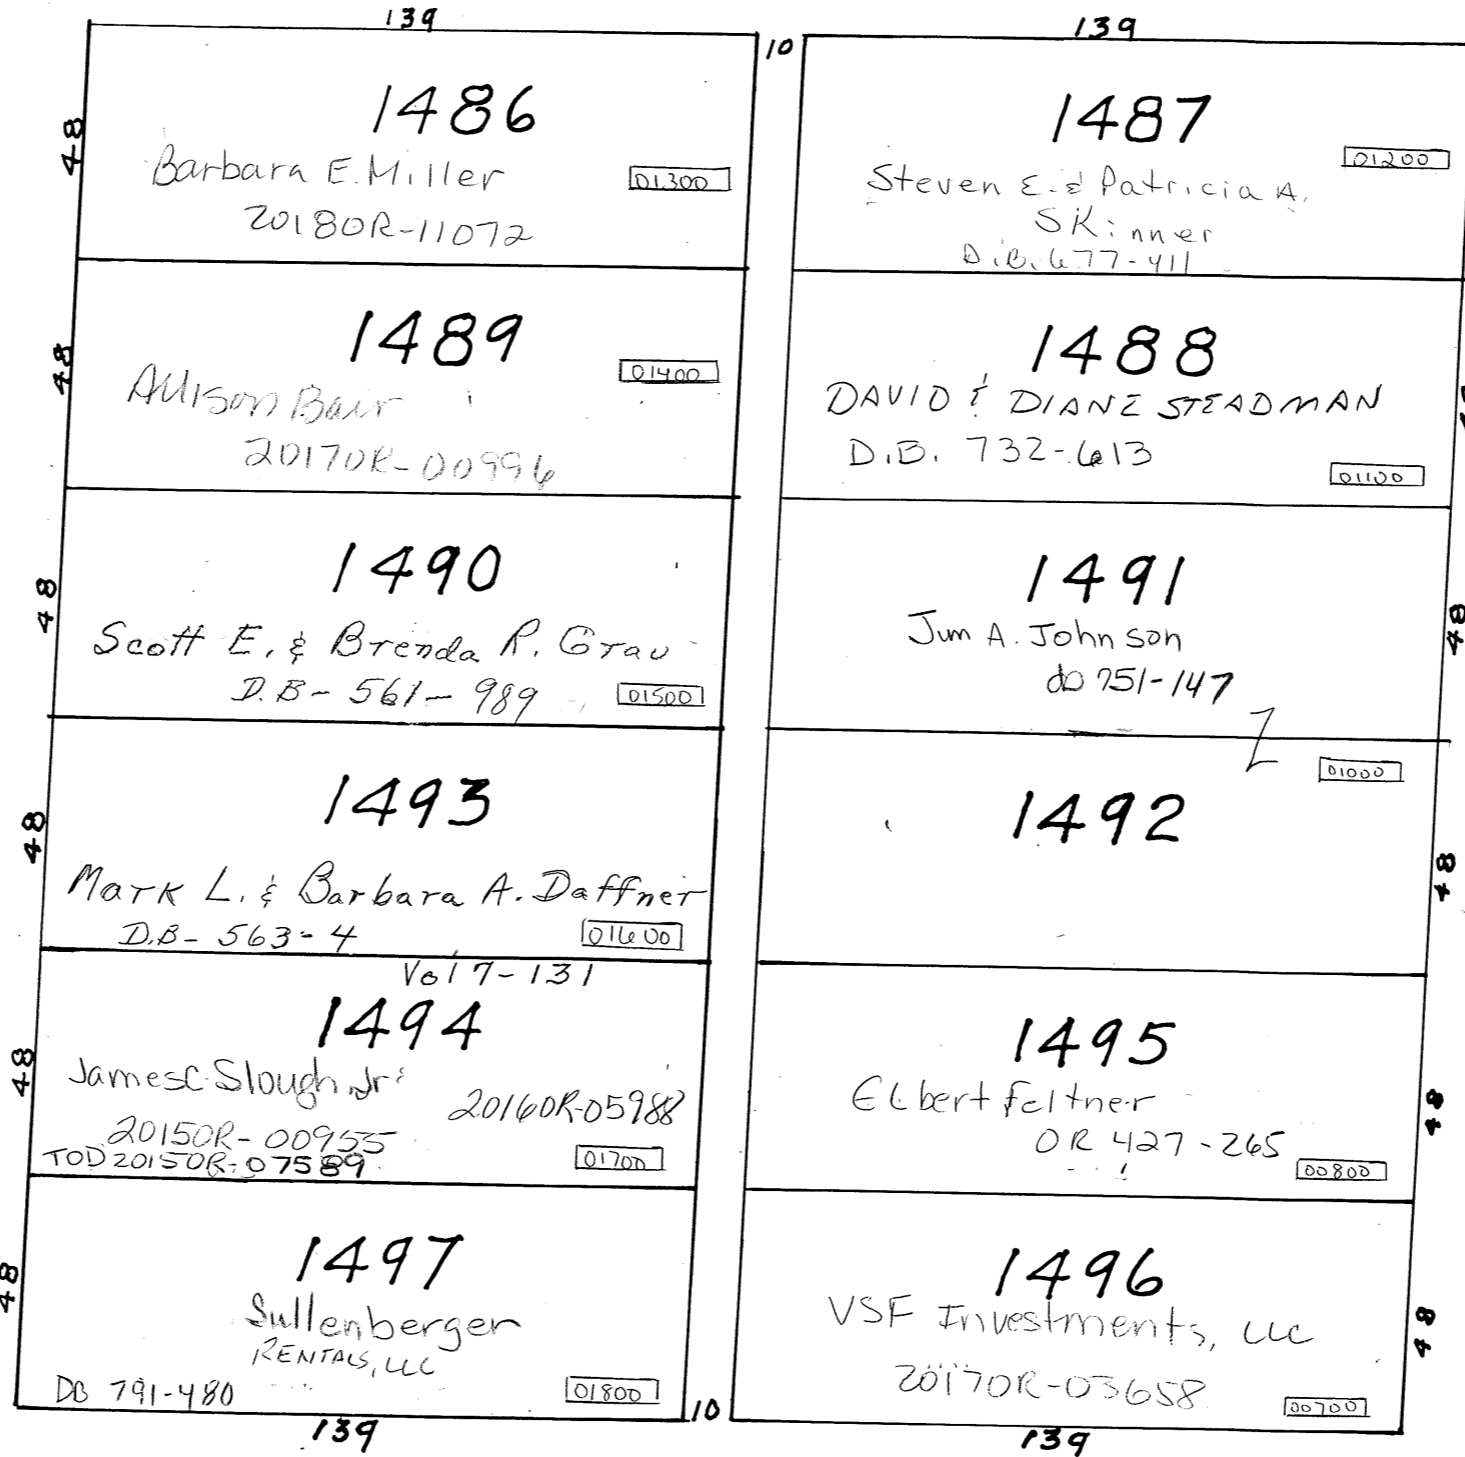 139
10
139
48
1486
Barbara E. Miller
01300
20180R-11072
1487
01200
Steven E. & Patricia A.
Skinner
D.B. 677-411
48
1489
01400
Allison Bair
20170R-00996
1488
DAVID & DIANE STEADMAN
D.B. 732-613
01100
48
1490
Scott E. & Brenda R. Grau
D.B - 561 - 989
01500
1491
Jim A. Johnson
db 751-147
48
48
1493
Mark L. & Barbara A. Daffner
D.B - 563 - 4
01600
Z
01000
1492
48
Vol 7 - 131
48
1494
James C. Slough, Jr
20160R-05988
20150R-00955
TOD 20150R-07589
01700
1495
Elbert Feltner
OR 427-265
00800
48
48
1497
Sullenberger
RENTALS, LLC
DB 791-480
01800
1496
VSF Investments, LLC
20170R-03658
00700
48
139
10
139